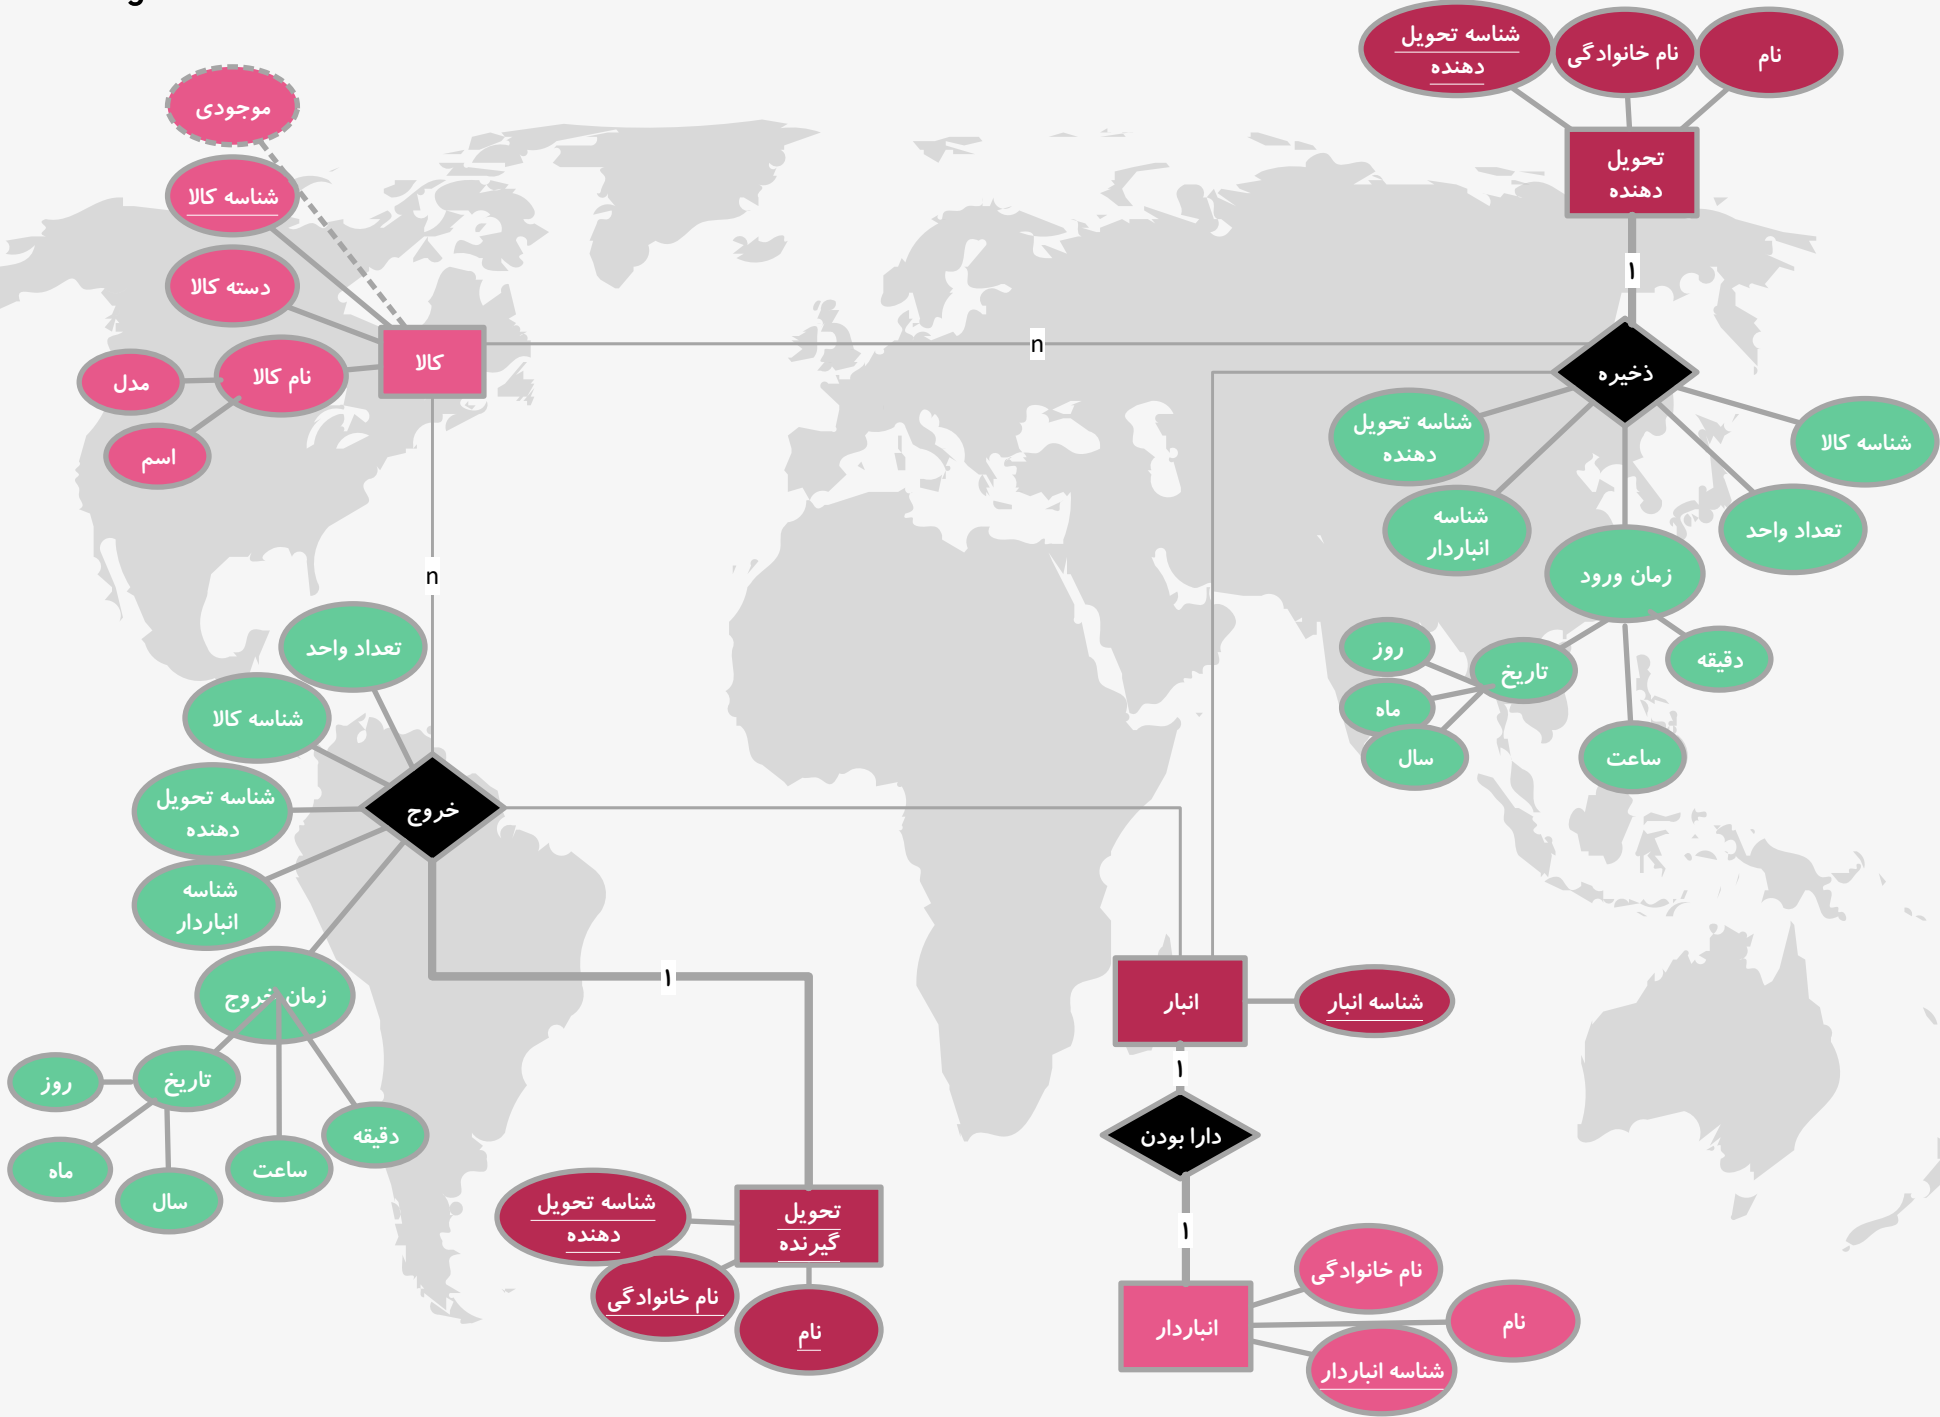 شناسه تحویل
دهنده
نام خانوادگی
نام
تحویل
دهنده
۱
موجودی
شناسه کالا
دسته کالا
نام کالا
مدل
اسم
کالا
n
ذخیره
شناسه تحویل
دهنده
شناسه کالا
شناسه
انباردار
تعداد واحد
زمان ورود
روز
ماه
سال
تاریخ
دقیقه
ساعت
n
تعداد واحد
شناسه کالا
شناسه تحویل
دهنده
شناسه
انباردار
خروج
زمان خروج
تاریخ
روز
ماه
سال
ساعت
دقیقه
۱
انبار
شناسه انبار
۱
دارا بودن
۱
شناسه تحویل
دهنده
نام خانوادگی
نام
تحویل
گیرنده
انباردار
نام خانوادگی
نام
شناسه انباردار